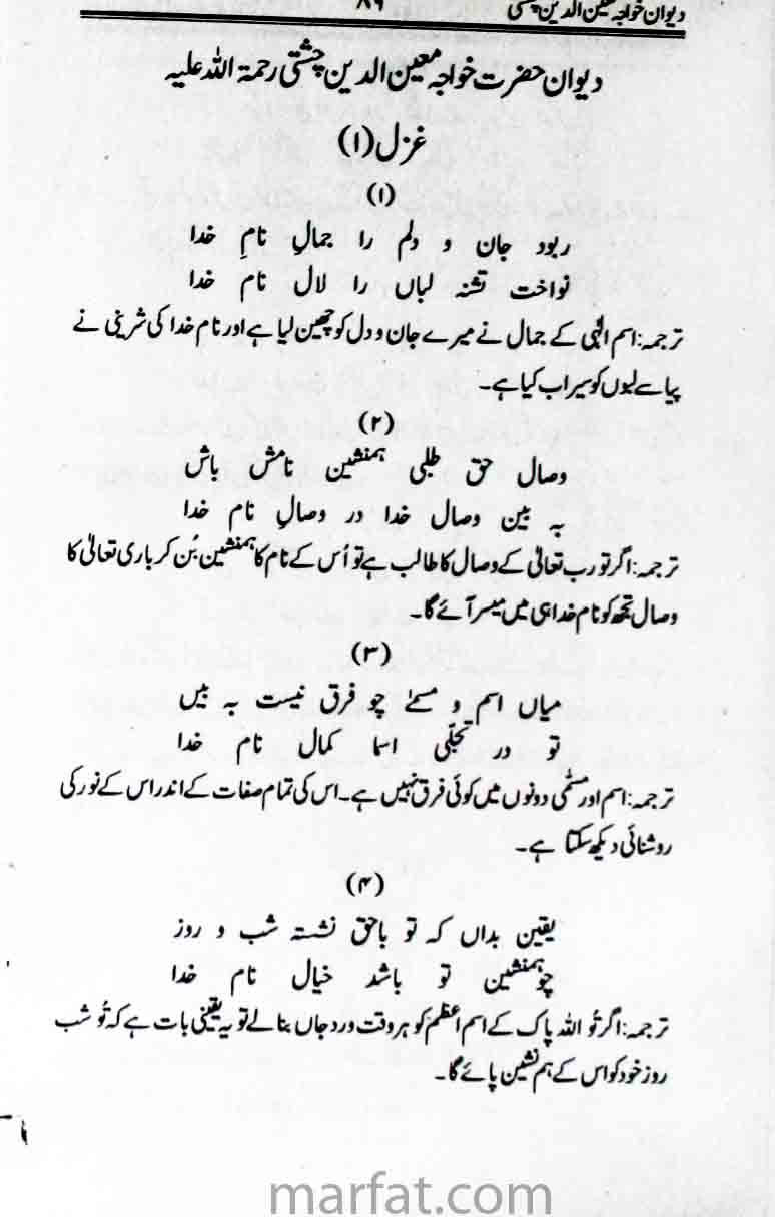 دیوان خواجہ معین الدین چشتی
۸۹
دیوان حضرت خواجہ معین الدین چشتی رحمۃ اللہ علیہ
غزل (۱)
(۱)
ربود جان و دلم را جمالِ نامِ خدا
نواخت تشنہ لباں را لال نام خدا
ترجمہ: اسم الٰہی کے جمال نے میرے جان و دل کو چھین لیا ہے اور نام خدا کی شرینی نے
پیاسے لبوں کو سیراب کیا ہے۔
(۲)
وصال حق طلبی ہمنشین نامش باش
بہ بین وصال خدا در وصالِ نام خدا
ترجمہ: اگر تو رب تعالیٰ کے وصال کا طالب ہے تو اُس کے نام کا ہمنشین بن کر باری تعالیٰ کا
وصال تجھ کو نام خدا ہی میں میسر آئے گا۔
(۳)
میاں اسم و مسمےٰ چو فرق نیست بہ بیں
تو در تجلّی اسما کمال نام خدا
ترجمہ: اسم اور مسمّٰی دونوں میں کوئی فرق نہیں ہے۔ اس کی تمام صفات کے اندر اس کے نور کی
روشنائی دیکھ سکتا ہے۔
(۴)
یقین بداں کہ تو باحق نشستہ شب و روز
چو ہمنشین تو باشد خیال نام خدا
ترجمہ: اگر تُو اللہ پاک کے اسم اعظم کو ہر وقت ورد جاں بنا لے تو یہ یقینی بات ہے کہ تُو شب
روز خود کو اس کے ہم نشین پائے گا۔
marfat.com